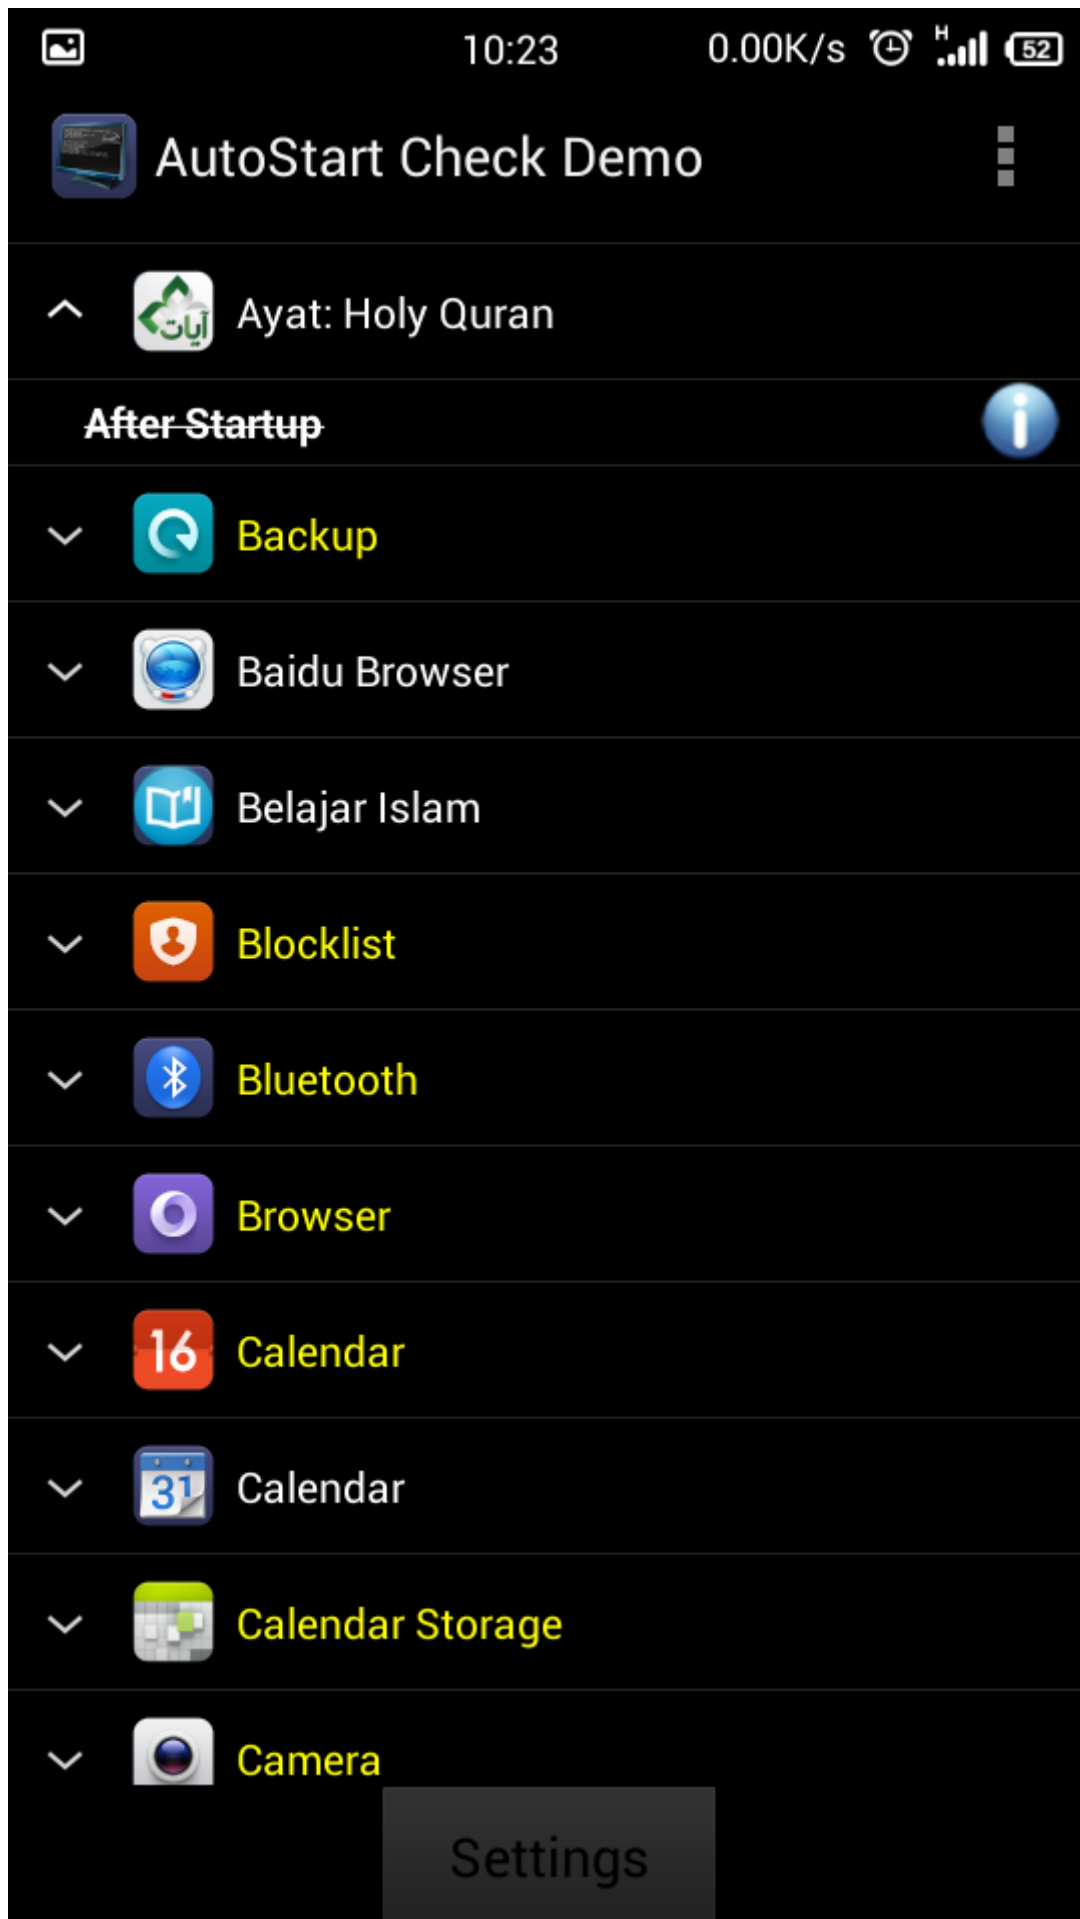 10:23 0.00K/s H 52
AutoStart Check Demo
آيات Ayat: Holy Quran
After Startup
Backup
Baidu Browser
Belajar Islam
Blocklist
Bluetooth
Browser
16 Calendar
31 Calendar
Calendar Storage
Camera
Settings